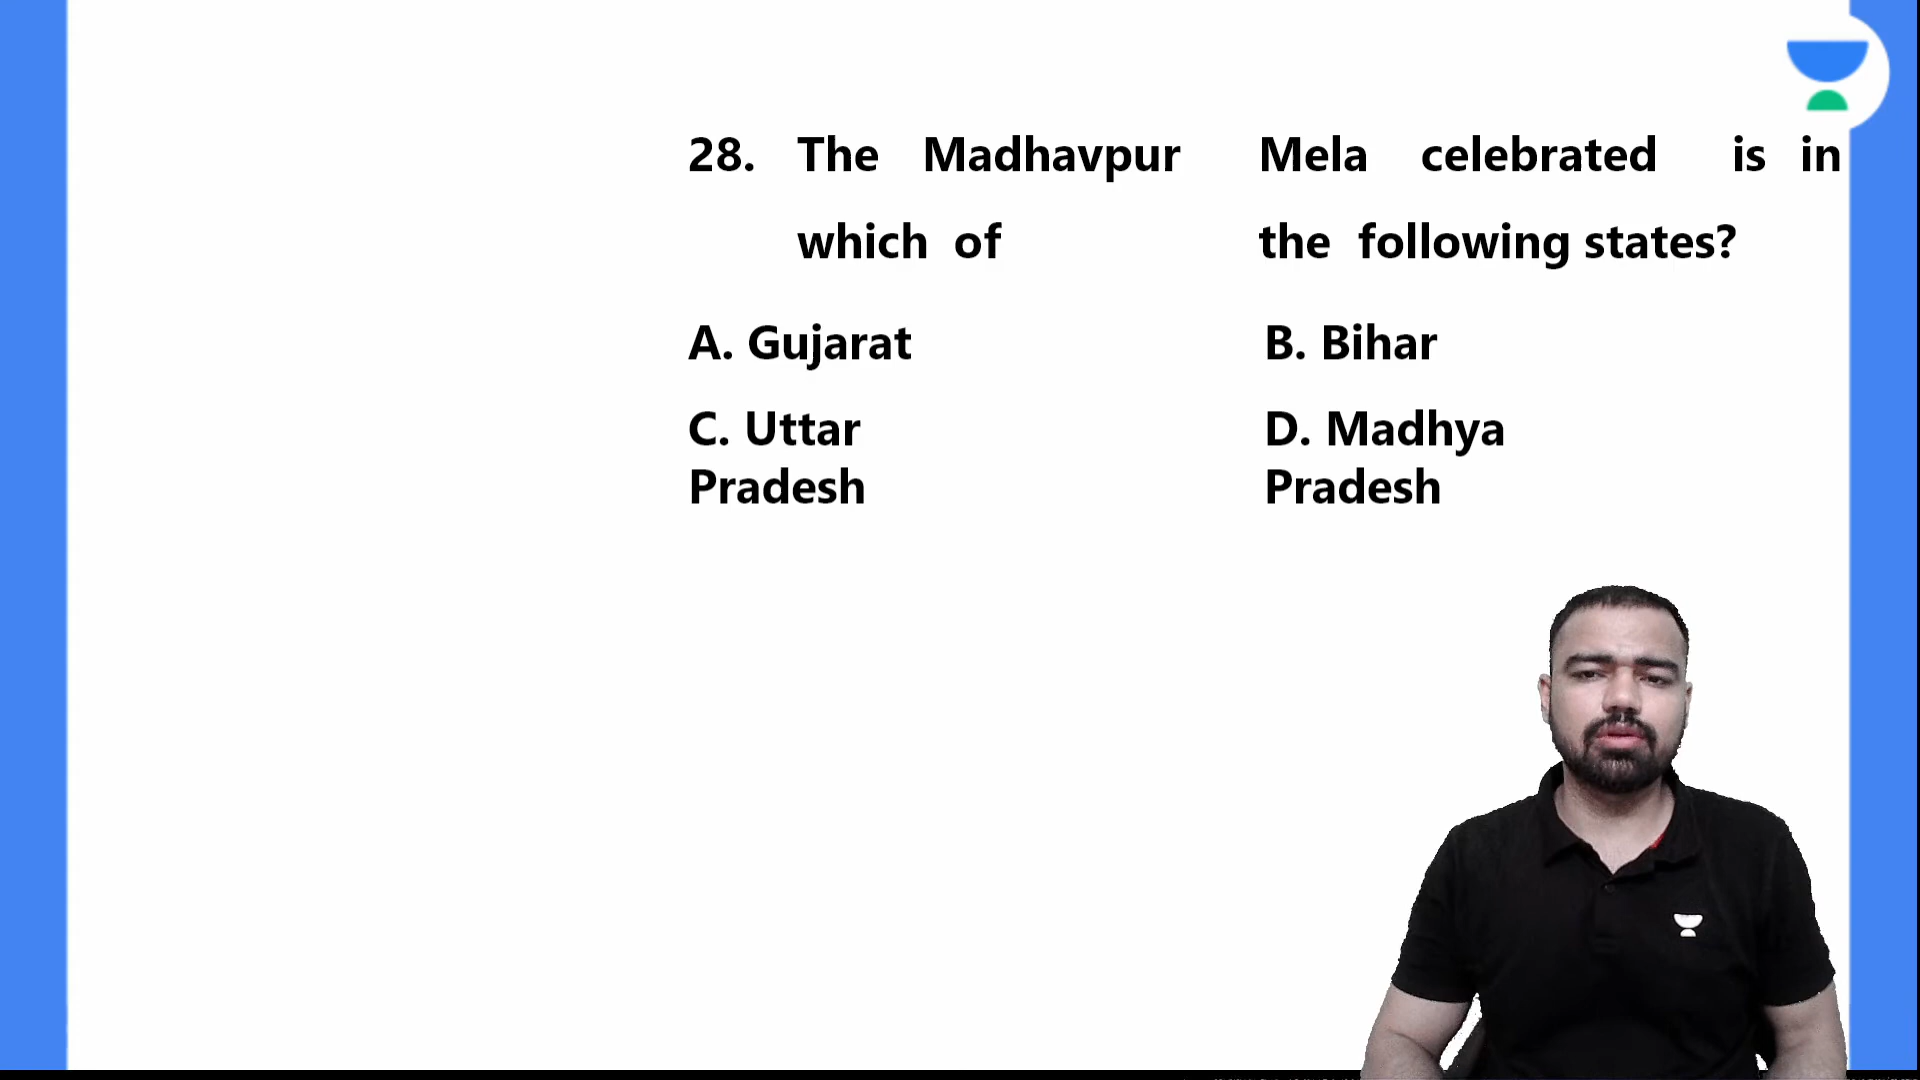 28. The Madhavpur Mela celebrated is in
which of the following states?
A. Gujarat B. Bihar
C. Uttar D. Madhya
Pradesh Pradesh